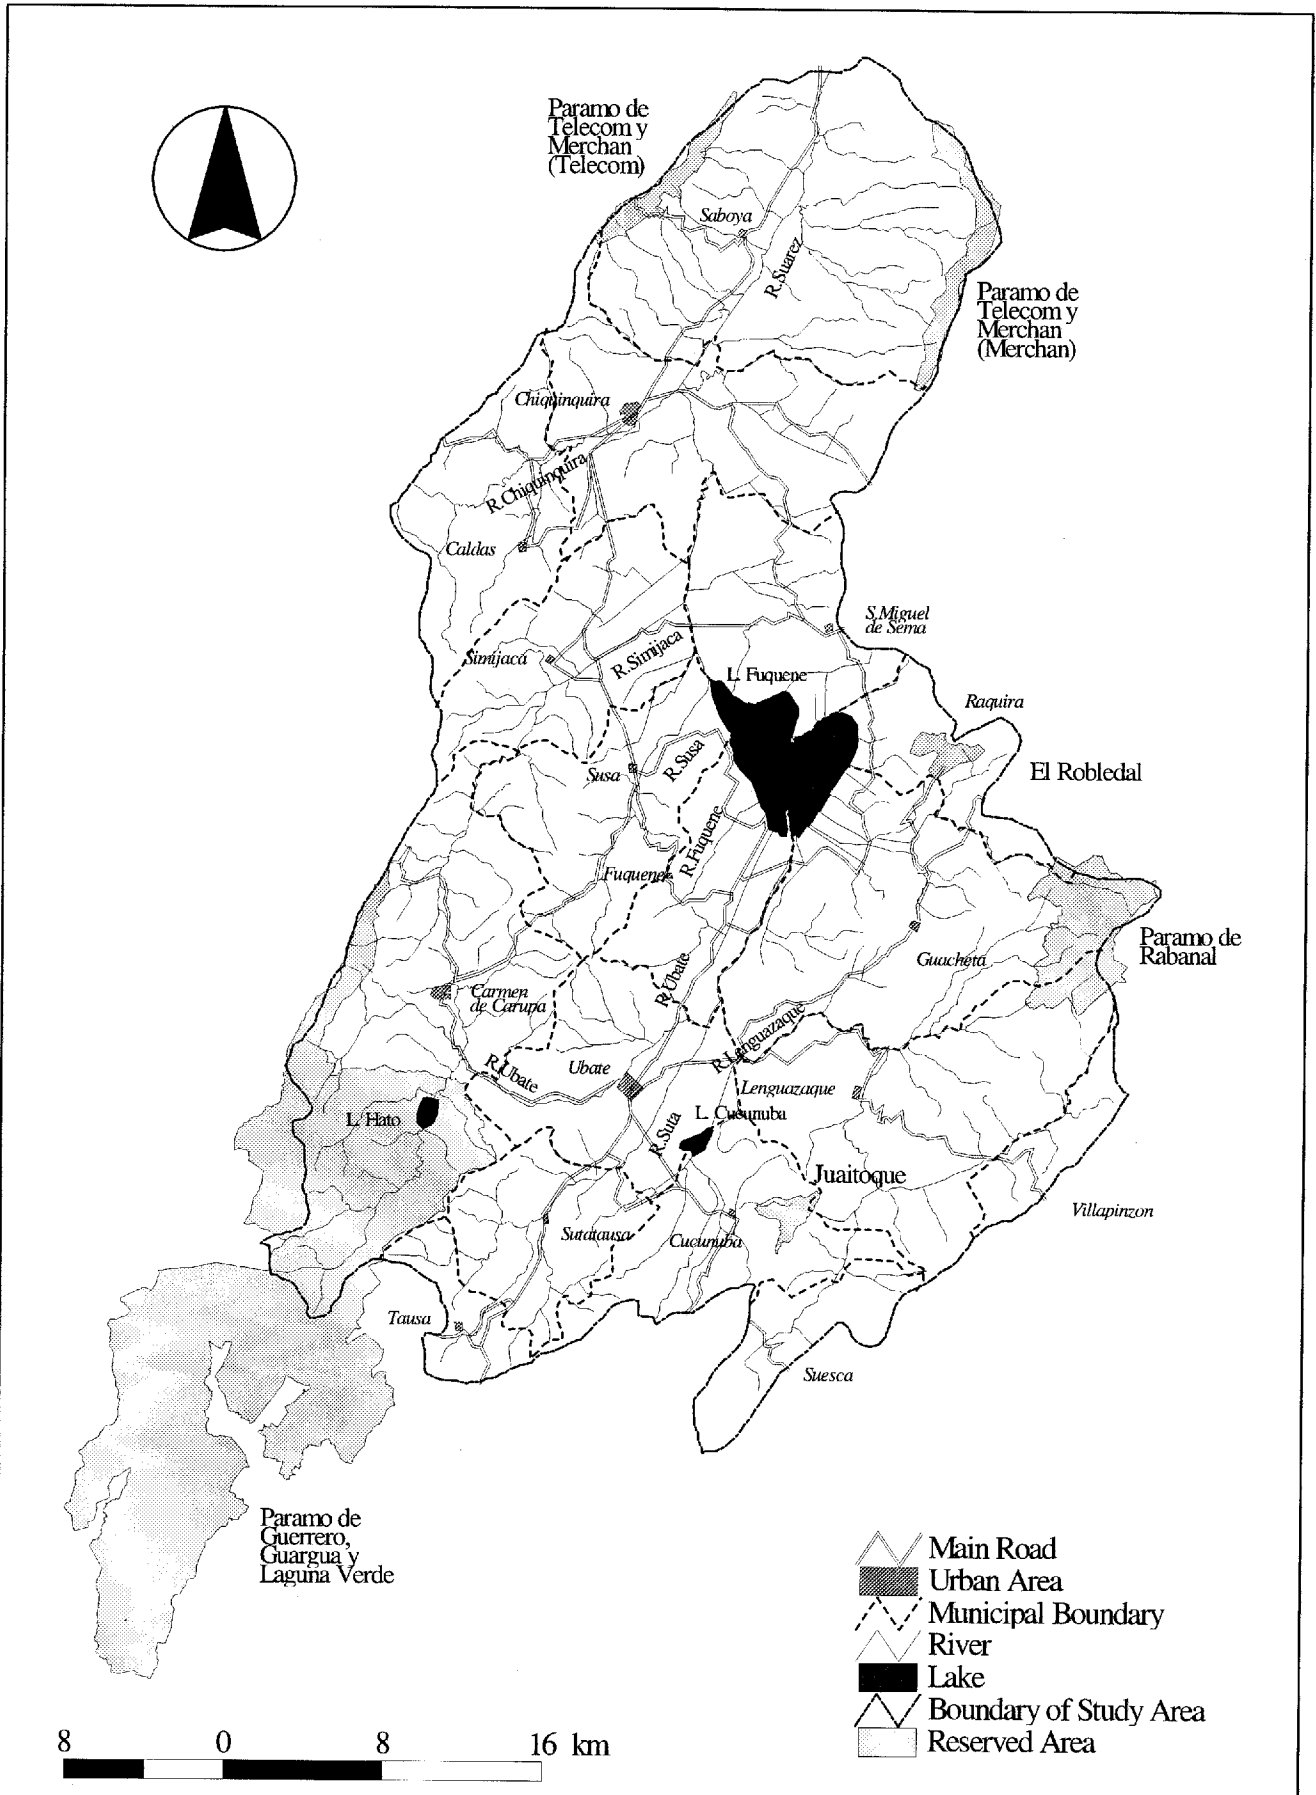 Paramo de
Telecom y
Merchan
(Telecom)
Saboya
R.Suarez
Paramo de
Telecom y
Merchan
(Merchan)
Chiquinquira
R.Chiquinquira
Caldas
S.Miguel
de Sema
Simijaca
R.Simijaca
L. Fuquene
Raquira
Susa
R.Susa
El Robledal
R.Fuquene
Fuquene
Paramo de
Rabanal
Guacheta
R.Ubate
Carmen
de Carupa
R.Lenguazaque
R.Ubate
Ubate
Lenguazaque
L. Hato
L. Cucunuba
R.Suta
Juaitoque
Villapinzon
Sutatausa
Cucunuba
Tausa
Suesca
Paramo de
Guerrero,
Guargua y
Laguna Verde
Main Road
Urban Area
Municipal Boundary
River
Lake
Boundary of Study Area
Reserved Area
8 0 8 16 km